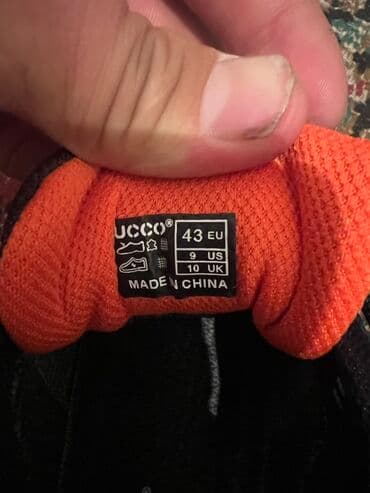 UCCO®
43 EU
9 US
10 UK
MADE IN CHINA